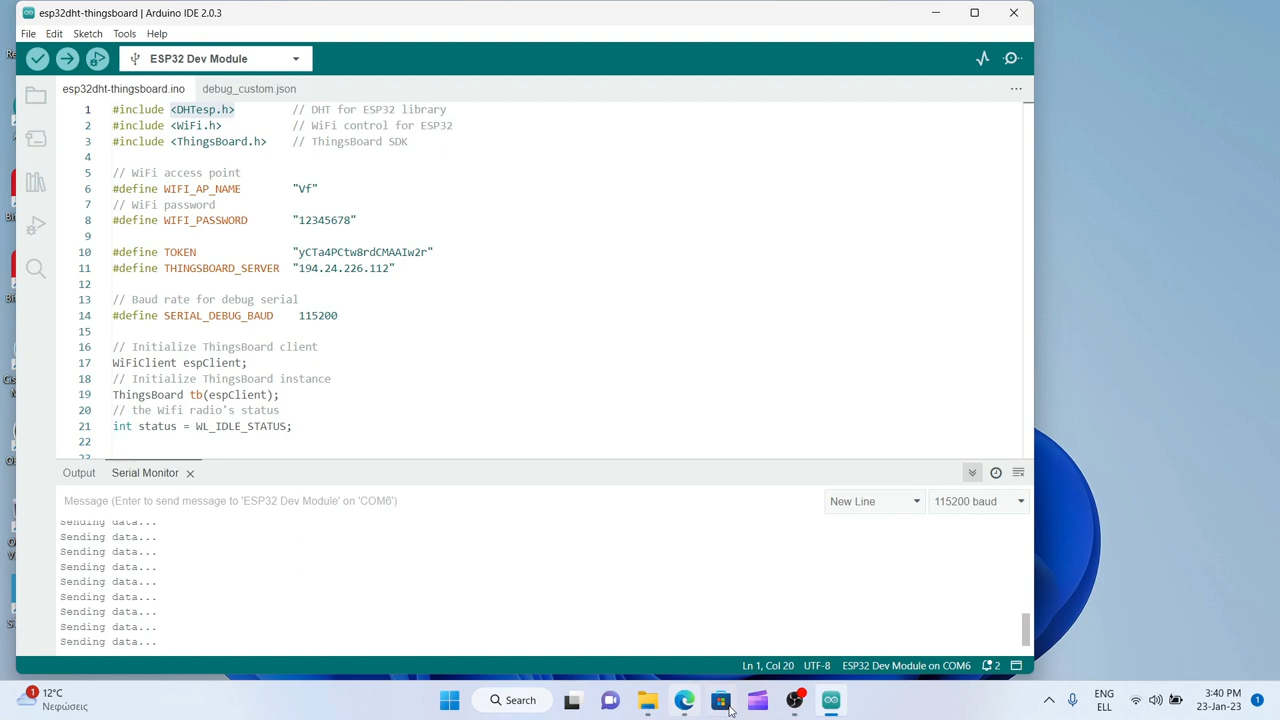 esp32dht-thingsboard | Arduino IDE 2.0.3
File Edit Sketch Tools Help
ESP32 Dev Module
esp32dht-thingsboard.ino debug_custom.json
1 #include <DHTesp.h> // DHT for ESP32 library
2 #include <WiFi.h> // WiFi control for ESP32
3 #include <ThingsBoard.h> // ThingsBoard SDK
4
5 // WiFi access point
6 #define WIFI_AP_NAME "Vf"
7 // WiFi password
8 #define WIFI_PASSWORD "12345678"
9
10 #define TOKEN "yCTa4PCtw8rdCMAAIw2r"
11 #define THINGSBOARD_SERVER "194.24.226.112"
12
13 // Baud rate for debug serial
14 #define SERIAL_DEBUG_BAUD 115200
15
16 // Initialize ThingsBoard client
17 WiFiClient espClient;
18 // Initialize ThingsBoard instance
19 ThingsBoard tb(espClient);
20 // the Wifi radio's status
21 int status = WL_IDLE_STATUS;
22
23
Output Serial Monitor
Message (Enter to send message to 'ESP32 Dev Module' on 'COM6')
New Line 115200 baud
Sending data...
Sending data...
Sending data...
Sending data...
Sending data...
Sending data...
Sending data...
Sending data...
Sending data...
Ln 1, Col 20 UTF-8 ESP32 Dev Module on COM6 2
1 12°C
Νεφώσεις
Search
ENG
ELL
3:40 PM
23-Jan-23
1